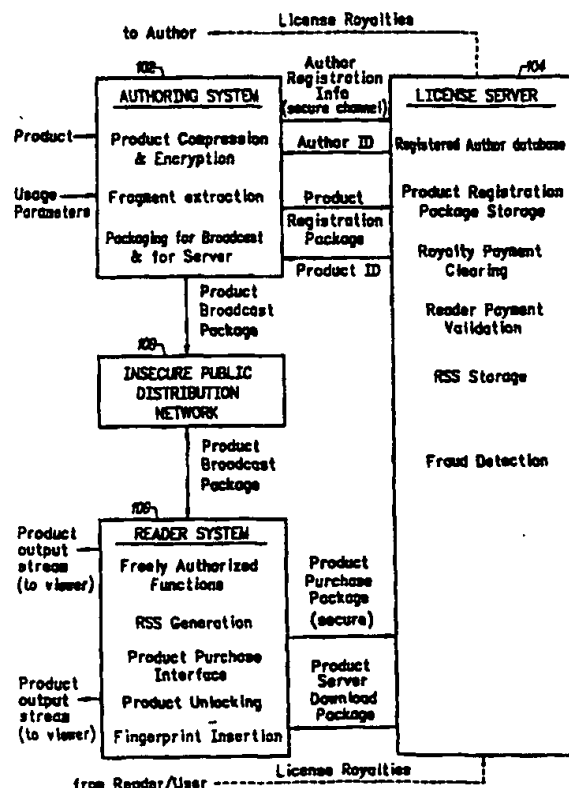 License Royalties
to Author
102
AUTHORING SYSTEM
Product Compression
& Encryption
Fragment extraction
Packaging for Broadcast
& for Server
Product
Usage
Parameters
Author
Registration
Info
(secure channel)
Author ID
Product
Registration
Package
Product ID
104
LICENSE SERVER
Registered Author database
Product Registration
Package Storage
Royalty Payment
Clearing
Reader Payment
Validation
RSS Storage
Fraud Detection
Product
Broadcast
Package
INSECURE PUBLIC
DISTRIBUTION
NETWORK
Product
Broadcast
Package
READER SYSTEM
Freely Authorized
Functions
RSS Generation
Product Purchase
Interface
Product Unlocking
Fingerprint Insertion
Product
output
stream
(to viewer)
Product
output
stream
(to viewer)
Product
Purchase
Package
(secure)
Product
Server
Download
Package
License Royalties
from Reader/User